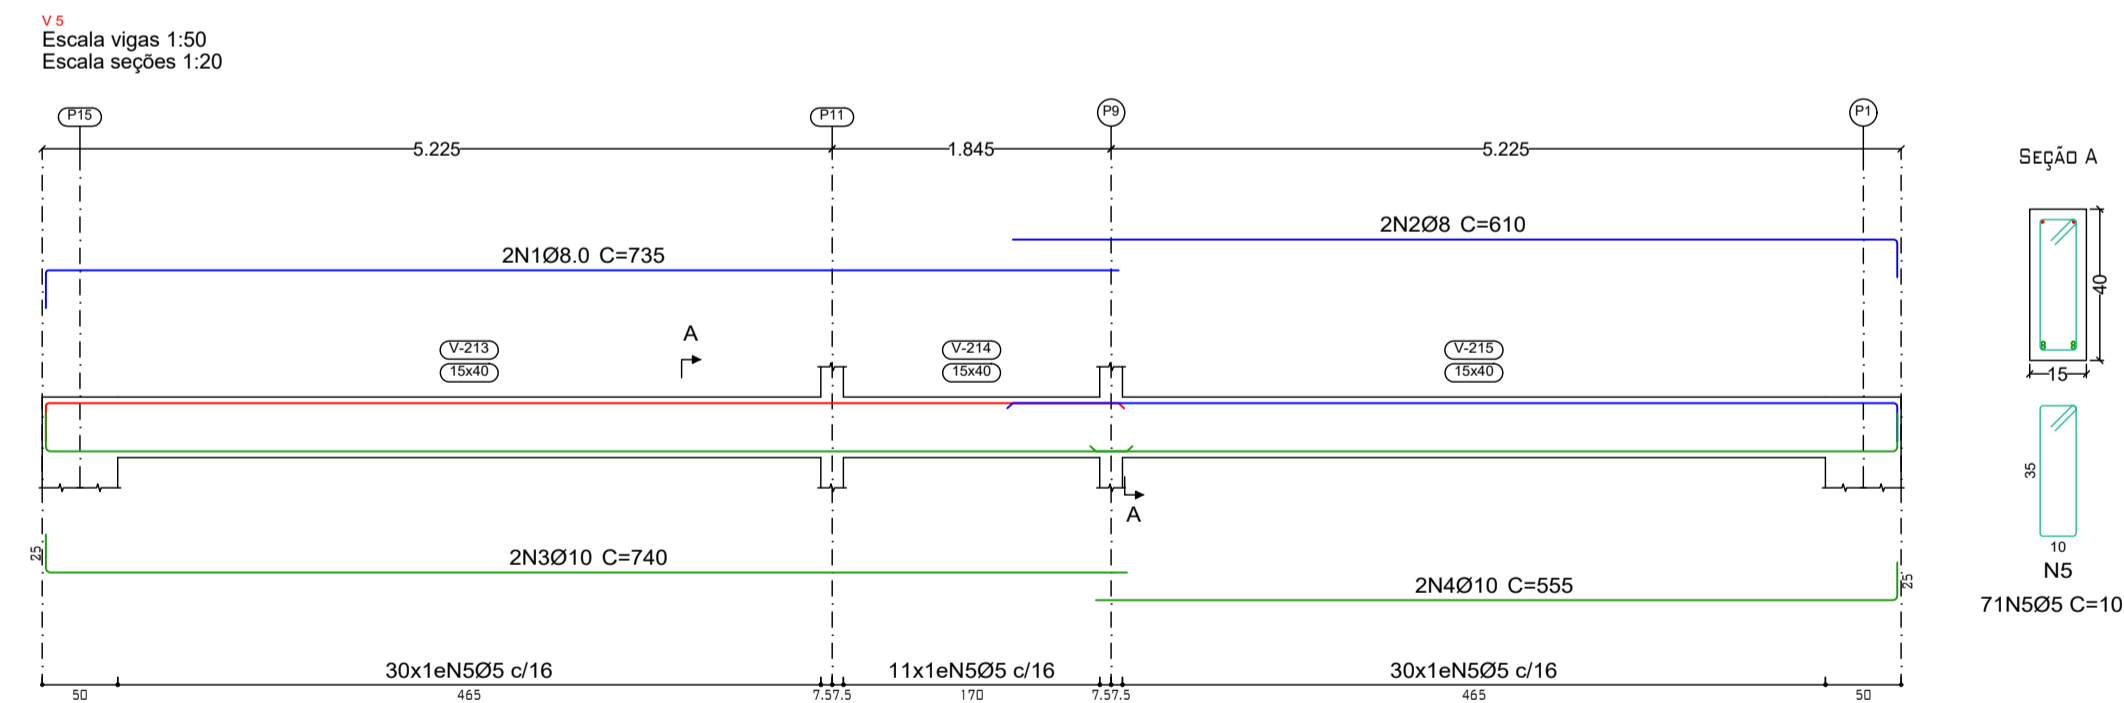 V 5
Escala vigas 1:50
Escala seções 1:20
P15
P11
P9
P1
5.225
1.845
5.225
SEÇÃO A
2N2Ø8 C=610
2N1Ø8.0 C=735
40
A
V-213
V-214
V-215
15x40
15x40
15x40
15
35
A
10
25
2N3Ø10 C=740
N5
2N4Ø10 C=555
25
71N5Ø5 C=10
30x1eN5Ø5 c/16
11x1eN5Ø5 c/16
30x1eN5Ø5 c/16
50
465
7.57.5
170
7.57.5
465
50